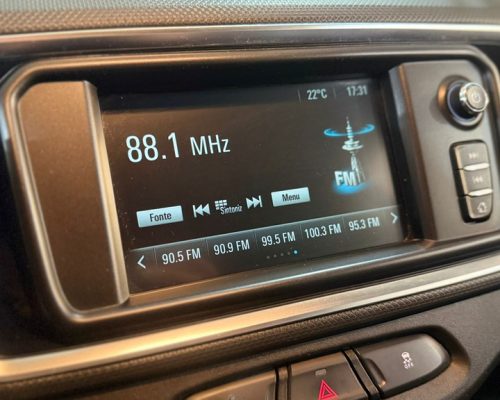 22°C 17:31
88.1 MHz
FM
Fonte Sintoniz Menu
90.5 FM 90.9 FM 99.5 FM 100.3 FM 95.3 FM
OFF